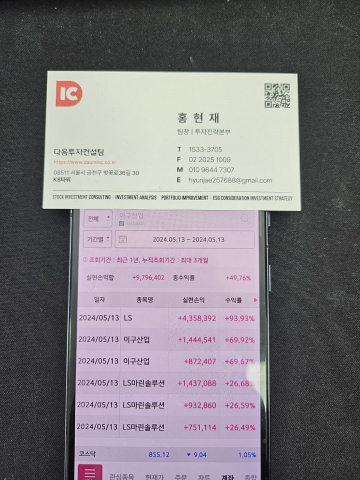 IC
홍 현 재
팀장 | 투자전략본부
다움투자컨설팅
T 1533-3705
F 02 2025 1009
M 010 9644 7307
E hyunjae257688@gmail.com
08511 서울시 금천구 벚꽃로36길 30
KS타워
STOCK INVESTMENT CONSULTING | INVESTMENT ANALYSIS | PORTFOLIO IMPROVEMENT | ESG CONSIDERATION INVESTMENT STRATEGY
전체 이구산업
기간별 2024.05.13 ~ 2024.05.13
조회기간 : 최근 1년, 누적조회기간 : 최대 3개월
실현손익합 +9,796,402 총수익률 +49.76%
일자 종목명 실현손익 수익률
2024/05/13 LS +4,358,392 +93.93%
2024/05/13 이구산업 +1,444,541 +69.92%
2024/05/13 이구산업 +872,407 +69.67%
2024/05/13 LS마린솔루션 +1,437,088 +26.68%
2024/05/13 LS마린솔루션 +932,860 +26.59%
2024/05/13 LS마린솔루션 +751,114 +26.49%
코스닥 855.12 ▼ 9.04 1.05%
메뉴 관심종목 현재가 주문 차트 계좌 종합